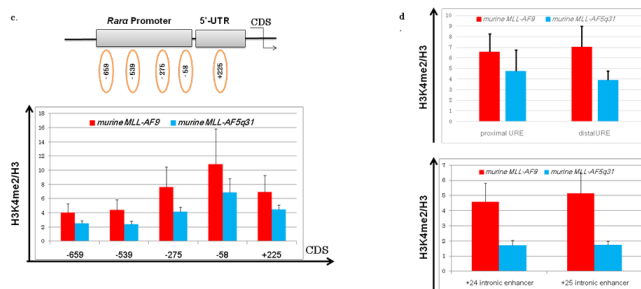 c.
Rara Promoter 5'-UTR CDS
-659 -539 -275 -58 +225
murine MLL-AF9 murine MLL-AF5q31
H3K4me2/H3
18
16
14
12
10
8
6
4
2
0
-659 -539 -275 -58 +225 CDS
d
.
murine MLL-AF9 murine MLL-AF5q31
H3K4me2/H3
10
9
8
7
6
5
4
3
2
1
0
proximal URE distalURE
murine MLL-AF9 murine MLL-AF5q31
H3K4me2/H3
7
6
5
4
3
2
1
0
+24 intronic enhancer +25 intronic enhancer